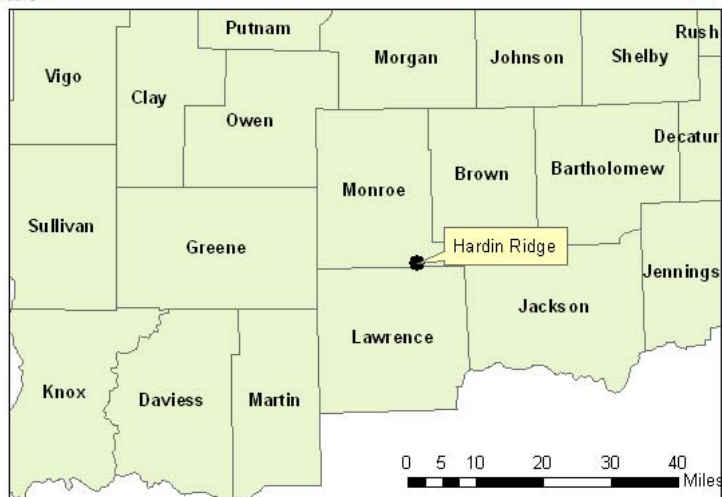 Putnam
Rush
Morgan
Johnson
Shelby
Vigo
Clay
Owen
Decatur
Monroe
Brown
Bartholomew
Sullivan
Greene
Hardin Ridge
Jennings
Jackson
Lawrence
Knox
Daviess
Martin
0 5 10 20 30 40
Miles